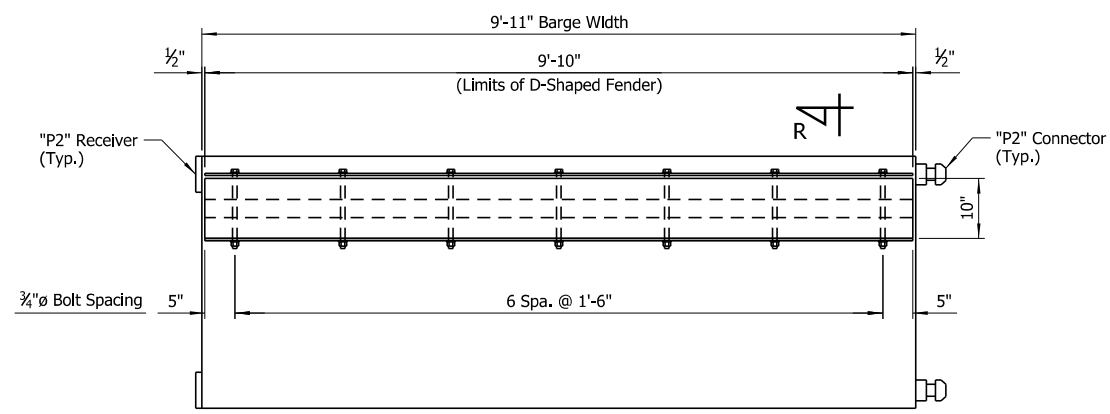 9'-11" Barge Width
½"
9'-10"
½"
(Limits of D-Shaped Fender)
R
"P2" Receiver
(Typ.)
"P2" Connector
(Typ.)
10"
¾"ø Bolt Spacing
5"
6 Spa. @ 1'-6"
5"